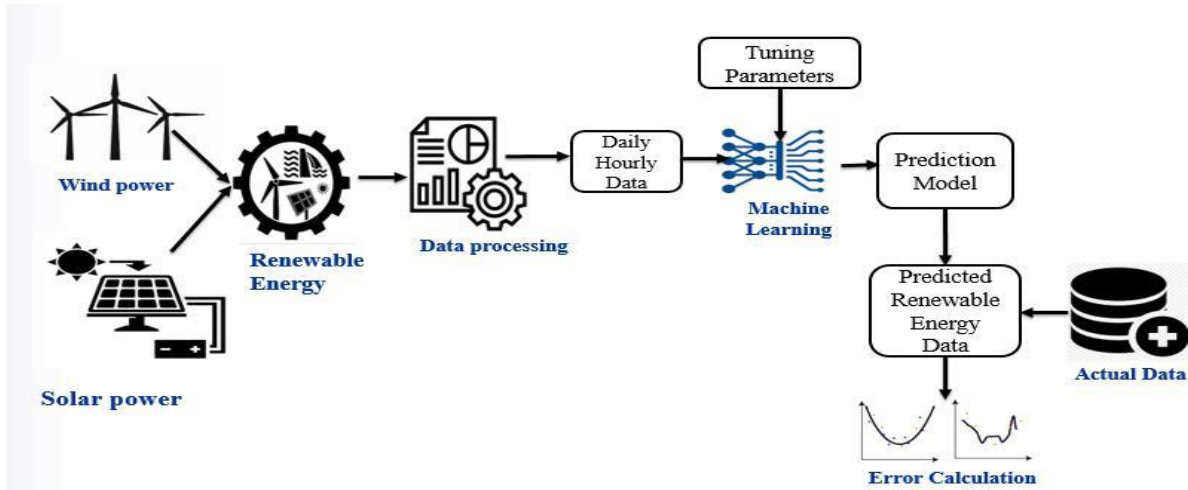 Wind power
Solar power
Renewable
Energy
Data processing
Daily
Hourly
Data
Tuning
Parameters
Machine
Learning
Prediction
Model
Predicted
Renewable
Energy
Data
Actual Data
Error Calculation